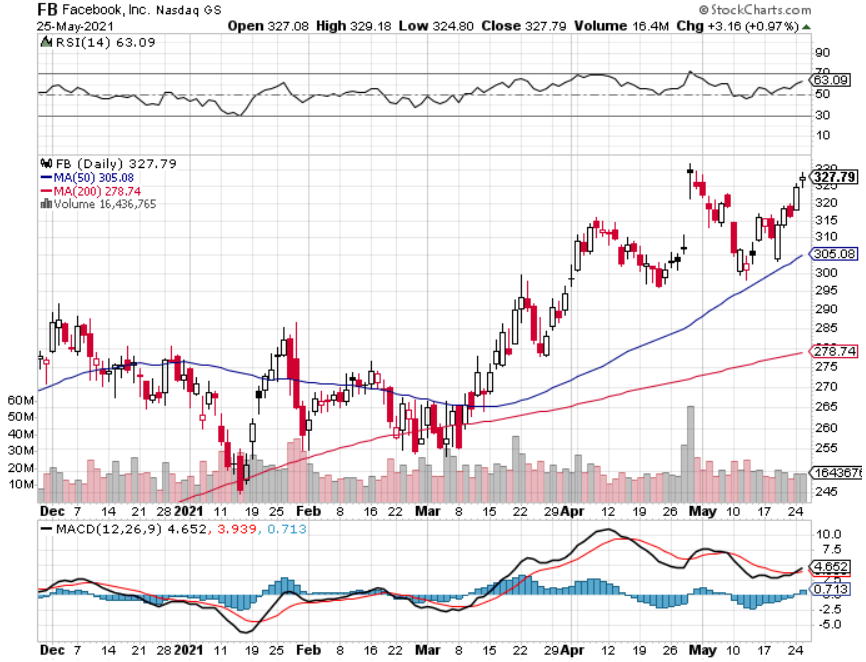 FB Facebook, Inc. Nasdaq GS © StockCharts.com
25-May-2021 Open 327.08 High 329.18 Low 324.80 Close 327.79 Volume 16.4M Chg +3.16 (+0.97%)
RSI(14) 63.09
90
70
63.09
50
30
10
FB (Daily) 327.79
MA(50) 305.08
MA(200) 278.74
Volume 16,436,765
330
327.79
325
320
315
310
305.08
300
295
290
285
278.74
275
270
265
60M 260
50M
40M 255
30M
20M
1643676
10M
245
Dec 7 14 21 28 2021 11 19 25 Feb 8 16 22 Mar 8 15 22 29 Apr 12 19 26 May 10 17 24
MACD(12,26,9) 4.652, 3.939, 0.713
10.0
7.5
4.652
0.713
-2.5
-5.0
Dec 7 14 21 28 2021 11 19 25 Feb 8 16 22 Mar 8 15 22 29 Apr 12 19 26 May 10 17 24